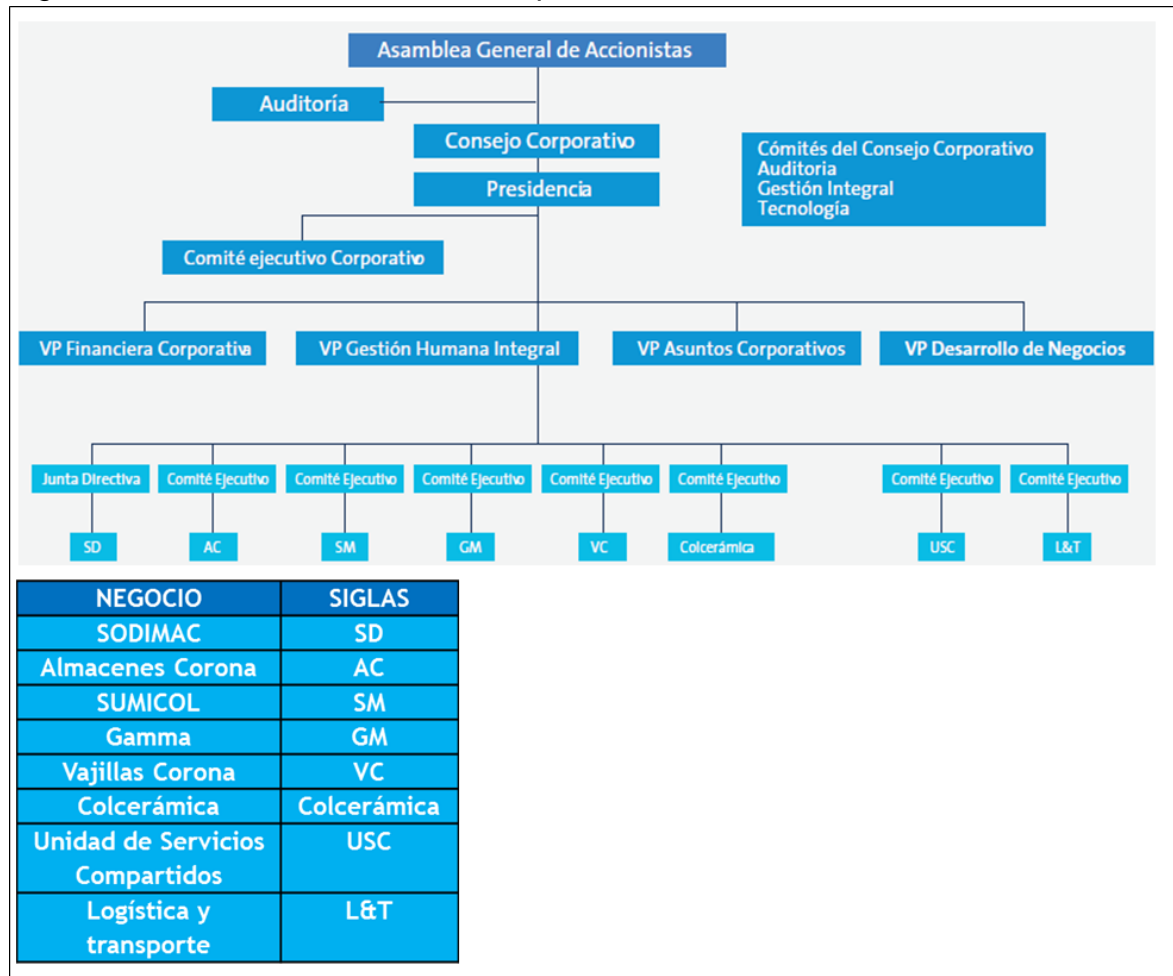 Asamblea General de Accionistas
Auditoría
Consejo Corporativo
Cómités del Consejo Corporativo
Auditoria
Gestión Integral
Tecnología
Presidencia
Comité ejecutivo Corporativo
VP Financiera Corporativa
VP Gestión Humana Integral
VP Asuntos Corporativos
VP Desarrollo de Negocios
Junta Directiva
Comité Ejecutivo
Comité Ejecutivo
Comité Ejecutivo
Comité Ejecutivo
Comité Ejecutivo
Comité Ejecutivo
Comité Ejecutivo
SD
AC
SM
GM
VC
Colcerámica
USC
L&T
NEGOCIO SIGLAS
SODIMAC SD
Almacenes Corona AC
SUMICOL SM
Gamma GM
Vajillas Corona VC
Colcerámica Colcerámica
Unidad de Servicios USC
Compartidos
Logística y L&T
transporte